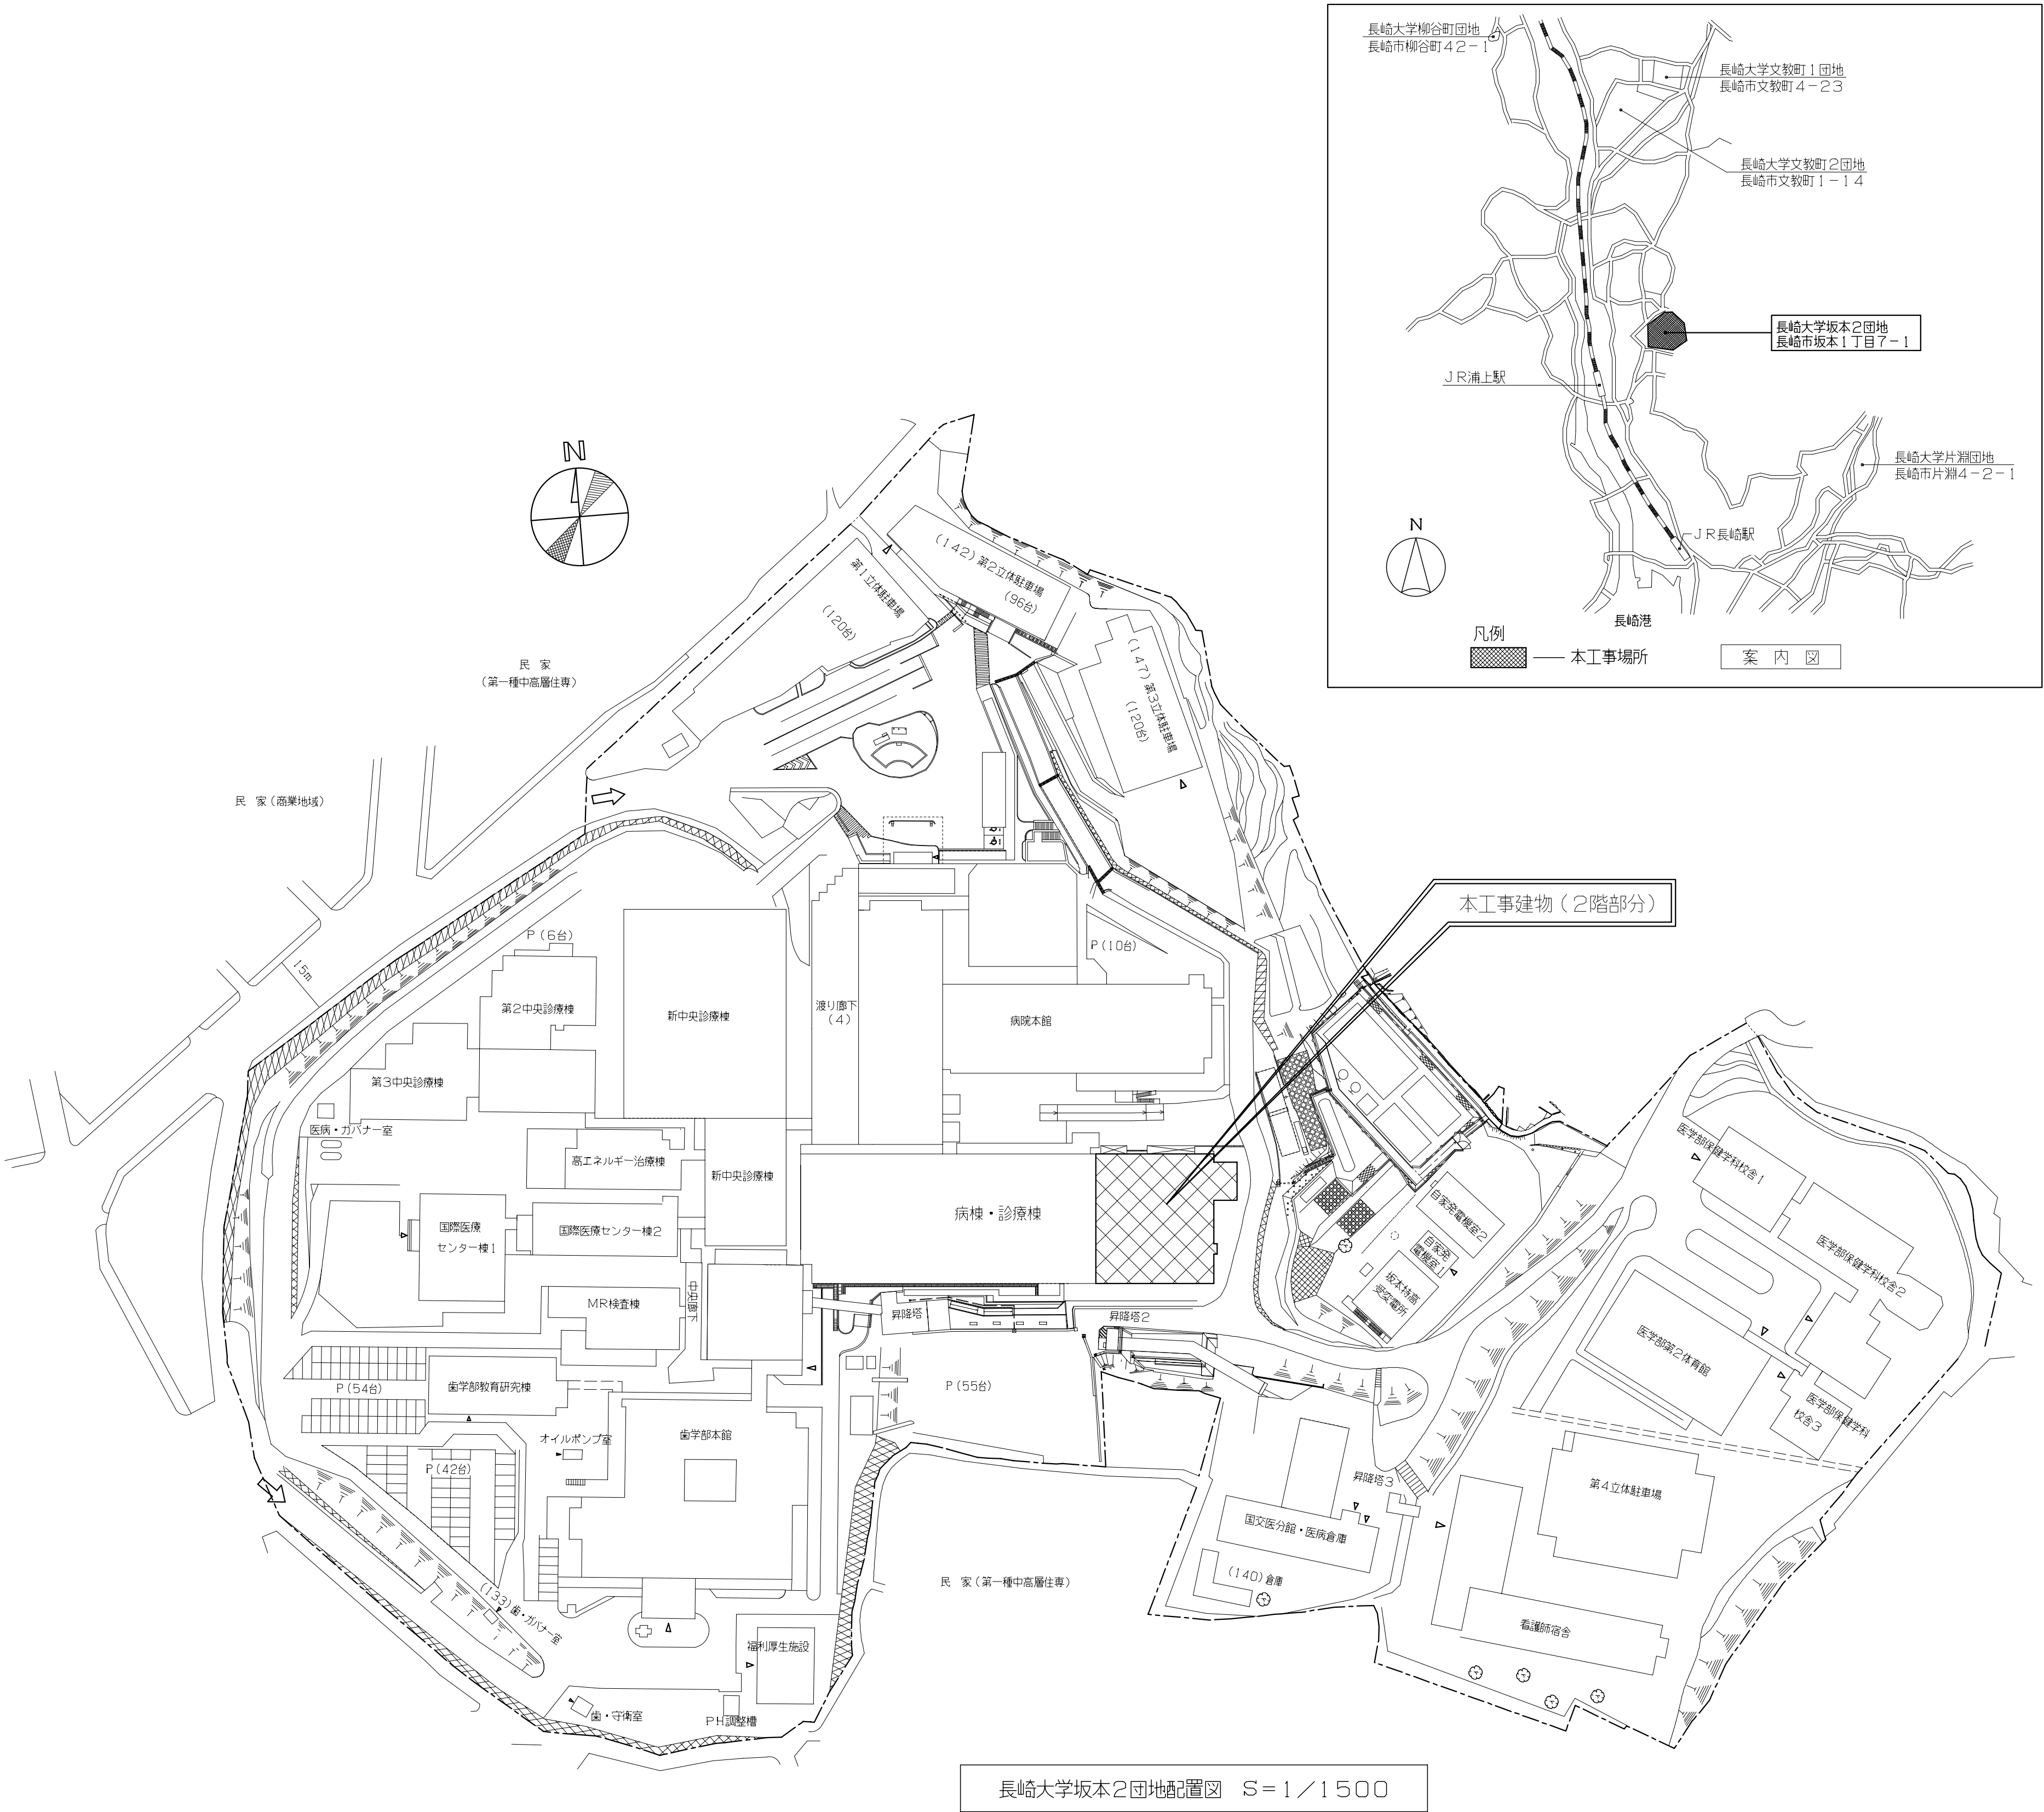 長崎大学柳谷町団地
長崎市柳谷町42-1
長崎大学文教町1団地
長崎市文教町4-23
長崎大学文教町2団地
長崎市文教町1-14
長崎大学坂本2団地
長崎市坂本1丁目7-1
JR浦上駅
長崎大学片淵団地
長崎市片淵4-2-1
N
JR長崎駅
長崎港
凡例
本工事場所
案 内 図
N
(142)第2立体駐車場
(96台)
第1立体駐車場
(120台)
(147)第3立体駐車場
(120台)
民 家
(第一種中高層住専)
民 家(商業地域)
15m
本工事建物(2階部分)
P(6台)
P(10台)
第2中央診療棟
新中央診療棟
渡り廊下
(4)
病院本館
第3中央診療棟
医病・ガバナー室
高エネルギー治療棟
新中央診療棟
病棟・診療棟
国際医療
センター棟1
国際医療センター棟2
自家発電機室2
自家発
電機室
坂本特高
受変電所
医学部保健学科校舎1
医学部保健学科校舎2
MR検査棟
中央廊下
昇降塔
昇降塔2
医学部第2体育館
医学部保健学科
校舎3
P(54台)
歯学部教育研究棟
P(55台)
オイルポンプ室
歯学部本館
P(42台)
昇降塔3
第4立体駐車場
国交医分館・医病倉庫
(140)倉庫
民 家(第一種中高層住専)
(133)歯・ガバナー室
看護師宿舎
福利厚生施設
歯・守衛室
PH調整槽
長崎大学坂本2団地配置図 S=1/1500